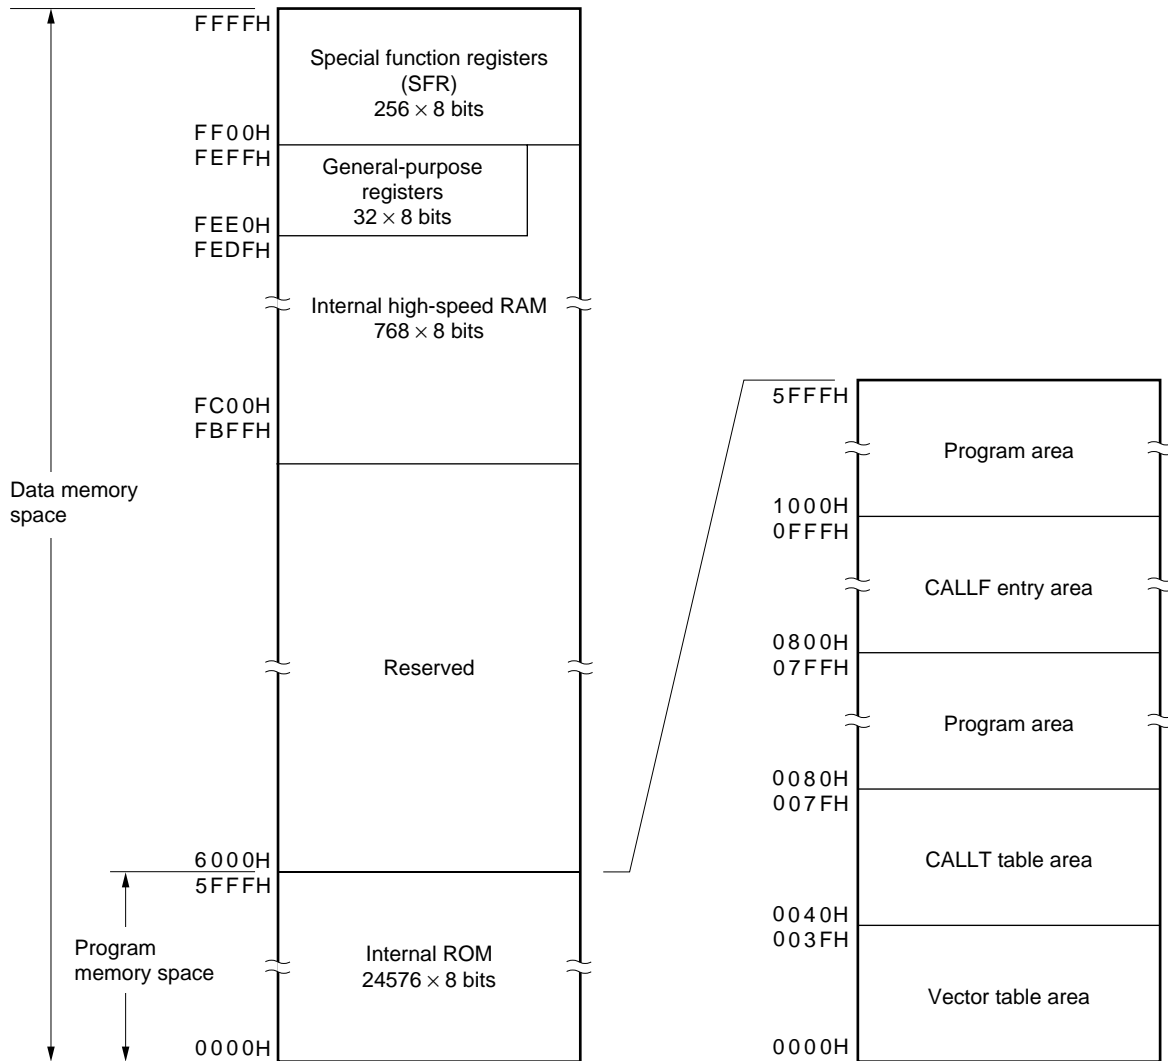 FFFFH
Special function registers
(SFR)
256 × 8 bits
FF00H
FEFFH
General-purpose
registers
32 × 8 bits
FEE0H
FEDFH
Internal high-speed RAM
768 × 8 bits
FC00H
FBFFH
Data memory
space
Reserved
6000H
5FFFH
Program
memory space
Internal ROM
24576 × 8 bits
0000H
5FFFH
Program area
1000H
0FFFH
CALLF entry area
0800H
07FFH
Program area
0080H
007FH
CALLT table area
0040H
003FH
Vector table area
0000H